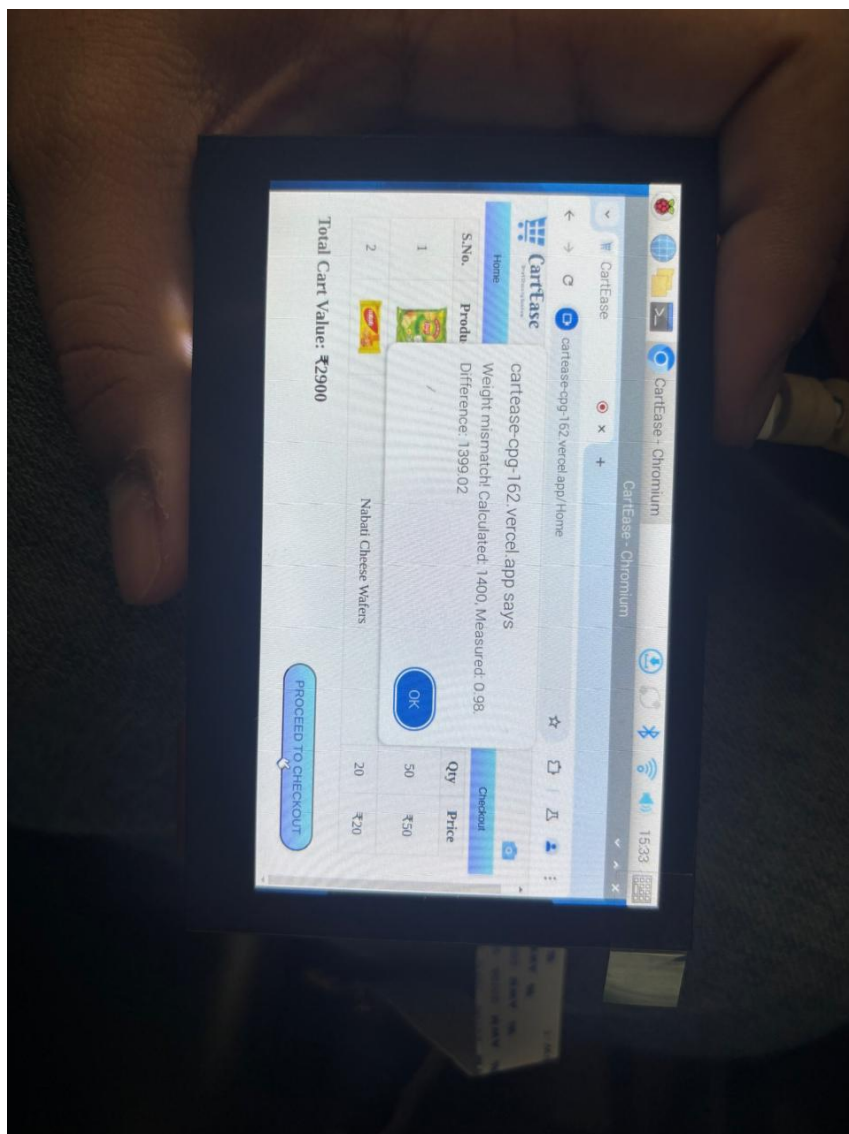 CartEase - Chromium
15:33
CartEase - Chromium
CartEase
cartease-cpg-162.vercel.app/Home
Cart'Ease
Home
Checkout
S.No.
Produ
Qty
Price
1
50
₹50
2
Nabati Cheese Wafers
20
₹20
cartease-cpg-162.vercel.app says
Weight mismatch! Calculated: 1400, Measured: 0.98,
Difference: 1399.02
OK
Total Cart Value: ₹2900
PROCEED TO CHECKOUT